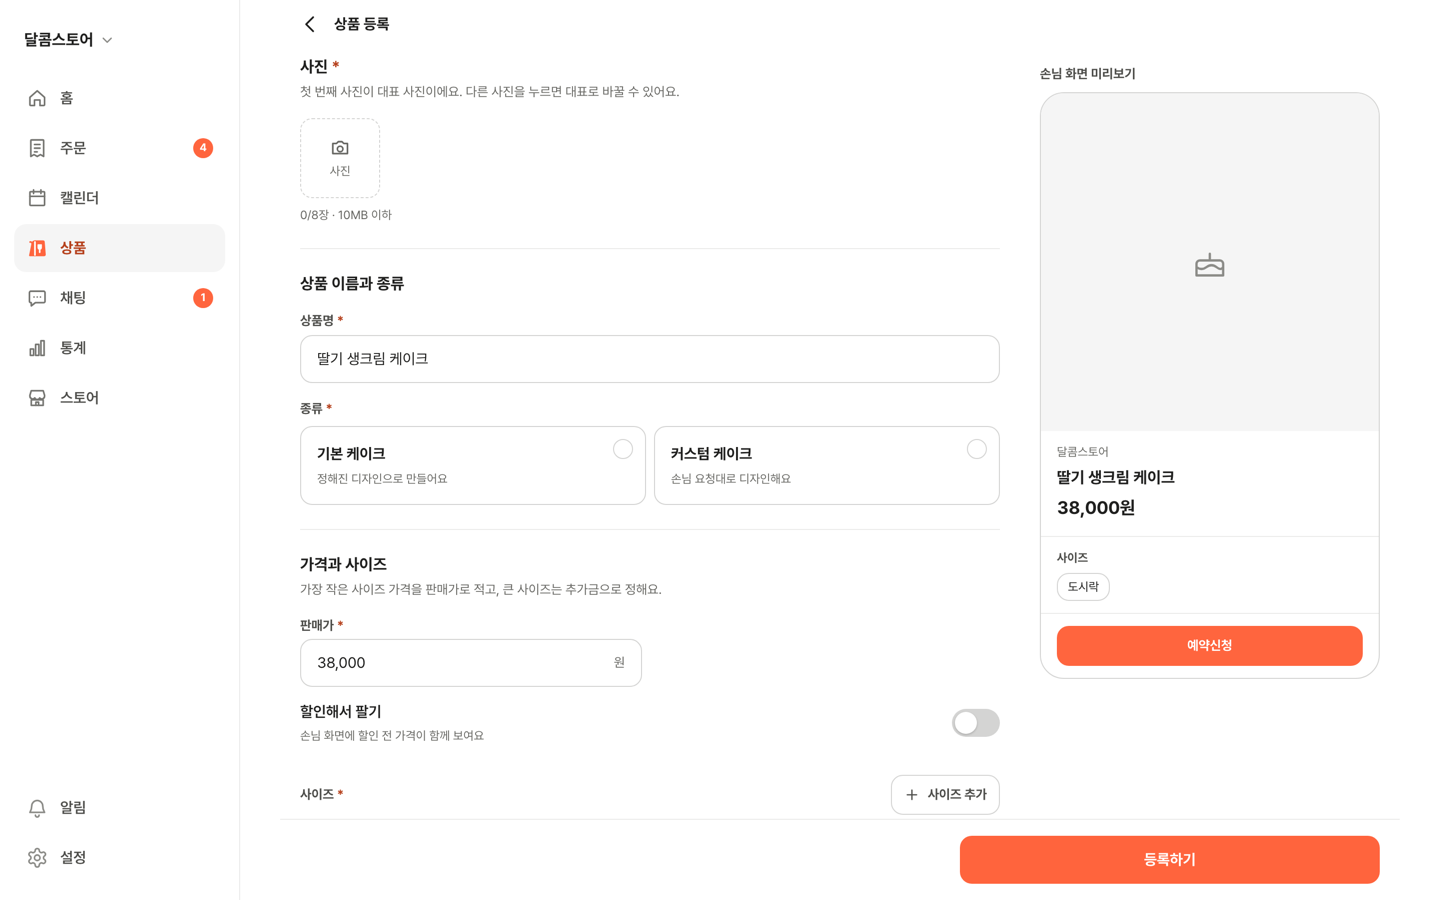 달콤스토어
홈
주문 4
캘린더
상품
채팅 1
통계
스토어
알림
설정
상품 등록
사진 *
첫 번째 사진이 대표 사진이에요. 다른 사진을 누르면 대표로 바꿀 수 있어요.
사진
0/8장 · 10MB 이하
상품 이름과 종류
상품명 *
딸기 생크림 케이크
종류 *
기본 케이크
정해진 디자인으로 만들어요
커스텀 케이크
손님 요청대로 디자인해요
가격과 사이즈
가장 작은 사이즈 가격을 판매가로 적고, 큰 사이즈는 추가금으로 정해요.
판매가 *
38,000 원
할인해서 팔기
손님 화면에 할인 전 가격이 함께 보여요
사이즈 *
사이즈 추가
손님 화면 미리보기
달콤스토어
딸기 생크림 케이크
38,000원
사이즈
도시락
예약신청
등록하기